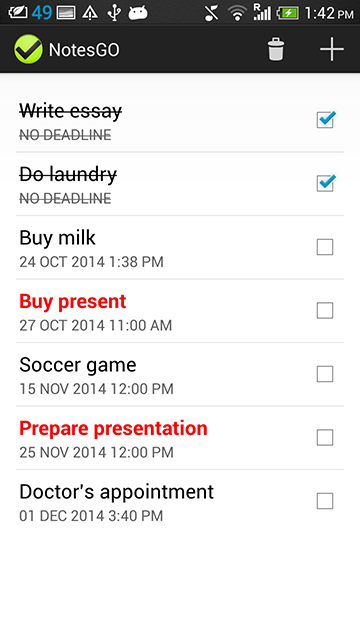 49 R 1:42 PM
NotesGO
Write essay
NO DEADLINE
Do laundry
NO DEADLINE
Buy milk
24 OCT 2014 1:38 PM
Buy present
27 OCT 2014 11:00 AM
Soccer game
15 NOV 2014 12:00 PM
Prepare presentation
25 NOV 2014 12:00 PM
Doctor's appointment
01 DEC 2014 3:40 PM